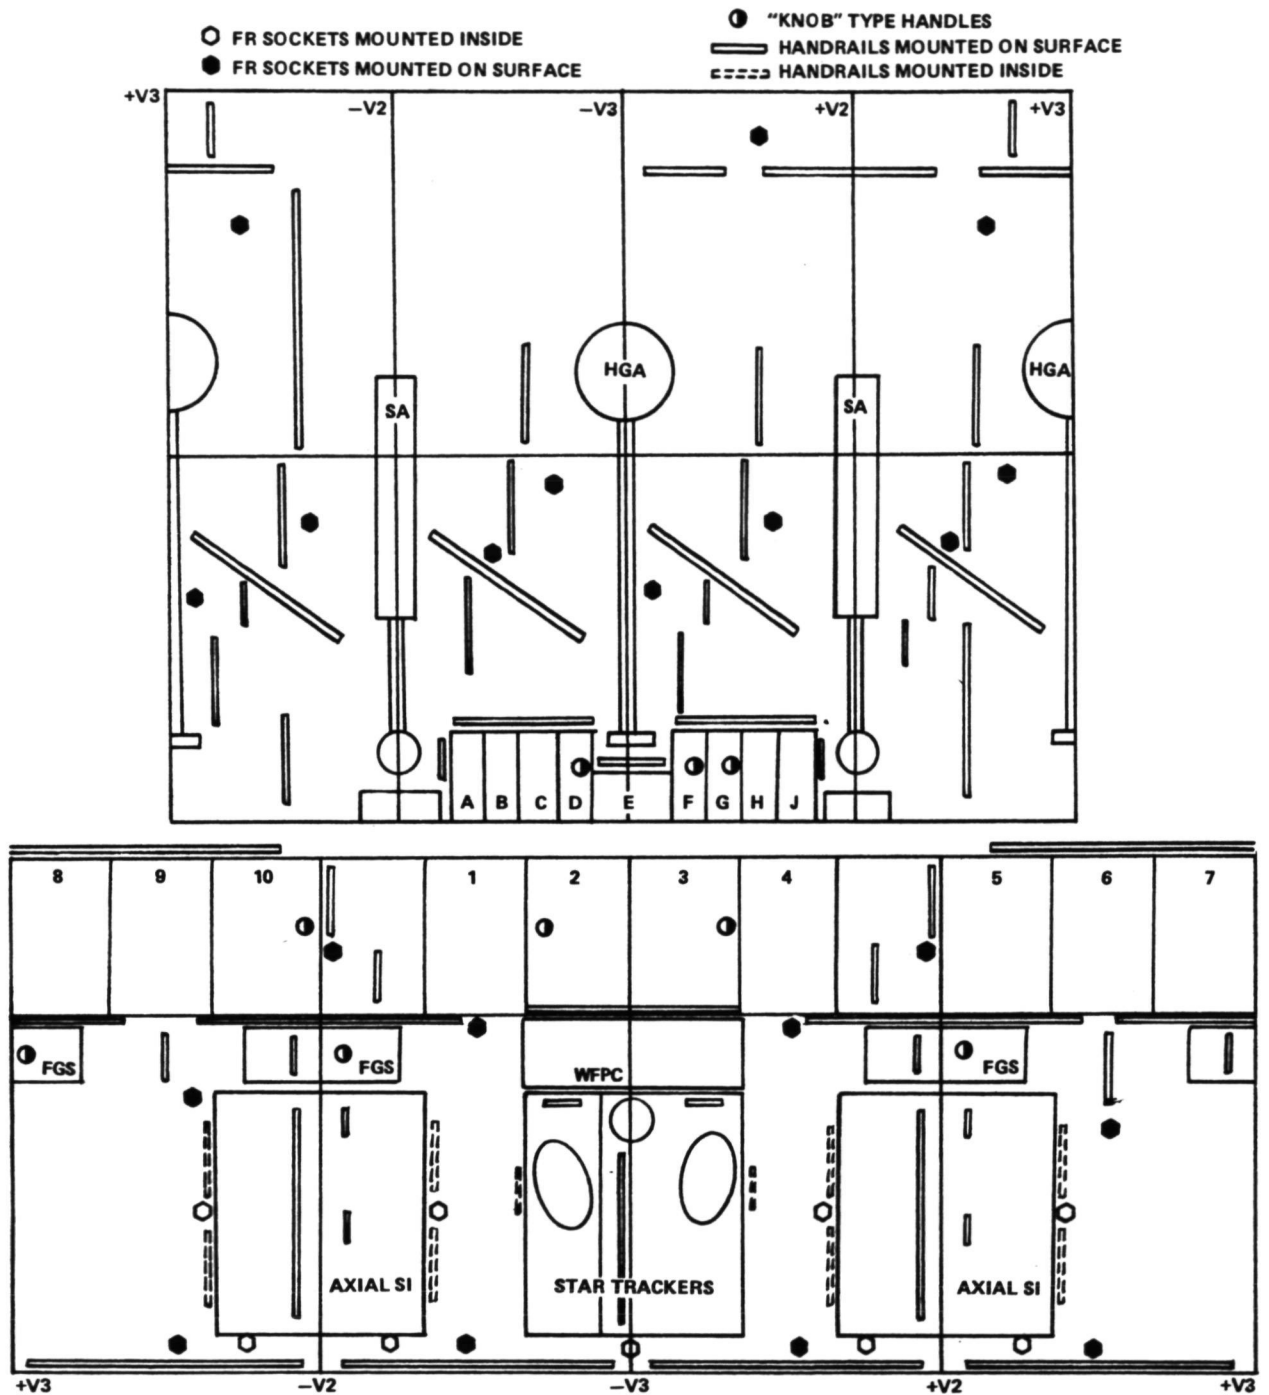 FR SOCKETS MOUNTED INSIDE
FR SOCKETS MOUNTED ON SURFACE
"KNOB" TYPE HANDLES
HANDRAILS MOUNTED ON SURFACE
HANDRAILS MOUNTED INSIDE
+V3 −V2 −V3 +V2 +V3
HGA HGA
SA SA
A B C D E F G H J
8 9 10 1 2 3 4 5 6 7
FGS FGS
WFPC
AXIAL SI STAR TRACKERS AXIAL SI
+V3 −V2 −V3 +V2 +V3